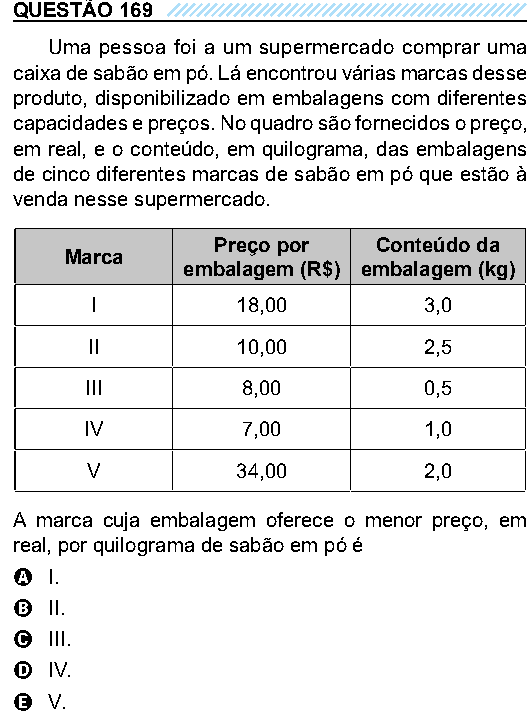 QUESTÃO 169
Uma pessoa foi a um supermercado comprar uma
caixa de sabão em pó. Lá encontrou várias marcas desse
produto, disponibilizado em embalagens com diferentes
capacidades e preços. No quadro são fornecidos o preço,
em real, e o conteúdo, em quilograma, das embalagens
de cinco diferentes marcas de sabão em pó que estão à
venda nesse supermercado.
Marca Preço por embalagem (R$) Conteúdo da embalagem (kg)
I 18,00 3,0
II 10,00 2,5
III 8,00 0,5
IV 7,00 1,0
V 34,00 2,0
A marca cuja embalagem oferece o menor preço, em
real, por quilograma de sabão em pó é
A I.
B II.
C III.
D IV.
E V.